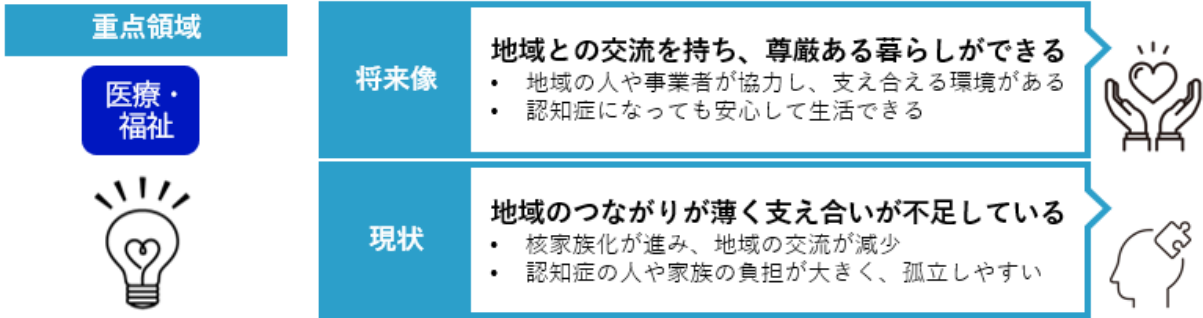 重点領域
医療・
福祉
将来像
地域との交流を持ち、尊厳ある暮らしができる
• 地域の人や事業者が協力し、支え合える環境がある
• 認知症になっても安心して生活できる
現状
地域のつながりが薄く支え合いが不足している
• 核家族化が進み、地域の交流が減少
• 認知症の人や家族の負担が大きく、孤立しやすい